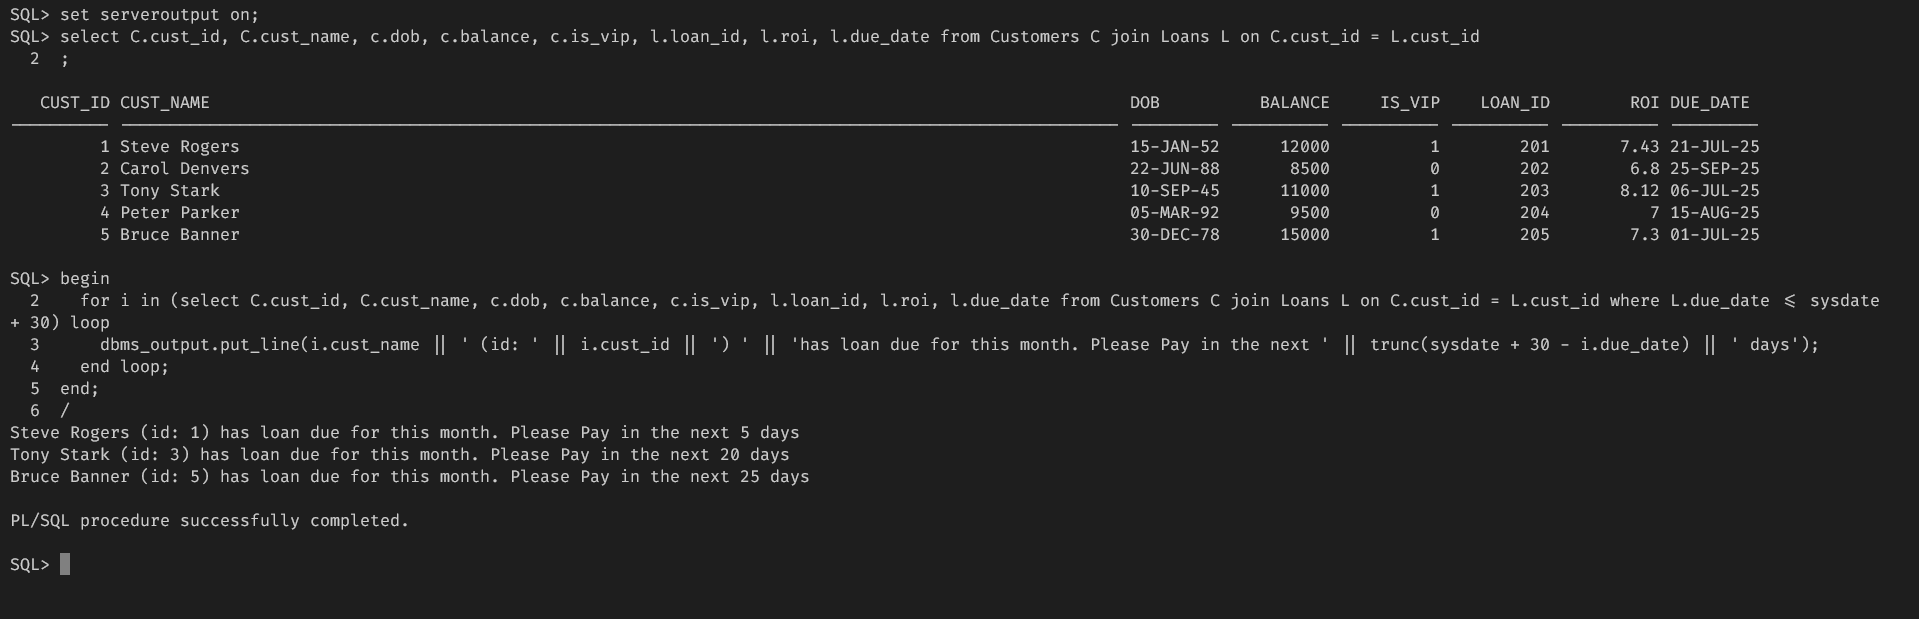 SQL> set serveroutput on;
SQL> select C.cust_id, C.cust_name, c.dob, c.balance, c.is_vip, l.loan_id, l.roi, l.due_date from Customers C join Loans L on C.cust_id = L.cust_id
  2  ;
   CUST_ID CUST_NAME DOB BALANCE IS_VIP LOAN_ID ROI DUE_DATE
---------- ---------------------------------------------------------------------------------------------------- --------- ---------- ---------- ---------- ---------- ---------
1 Steve Rogers 15-JAN-52 12000 1 201 7.43 21-JUL-25
2 Carol Denvers 22-JUN-88 8500 0 202 6.8 25-SEP-25
3 Tony Stark 10-SEP-45 11000 1 203 8.12 06-JUL-25
4 Peter Parker 05-MAR-92 9500 0 204 7 15-AUG-25
5 Bruce Banner 30-DEC-78 15000 1 205 7.3 01-JUL-25
SQL> begin
  2    for i in (select C.cust_id, C.cust_name, c.dob, c.balance, c.is_vip, l.loan_id, l.roi, l.due_date from Customers C join Loans L on C.cust_id = L.cust_id where L.due_date <= sysdate
+ 30) loop
  3      dbms_output.put_line(i.cust_name || ' (id: ' || i.cust_id || ') ' || 'has loan due for this month. Please Pay in the next ' || trunc(sysdate + 30 - i.due_date) || ' days');
  4    end loop;
  5  end;
  6  /
Steve Rogers (id: 1) has loan due for this month. Please Pay in the next 5 days
Tony Stark (id: 3) has loan due for this month. Please Pay in the next 20 days
Bruce Banner (id: 5) has loan due for this month. Please Pay in the next 25 days
PL/SQL procedure successfully completed.
SQL>